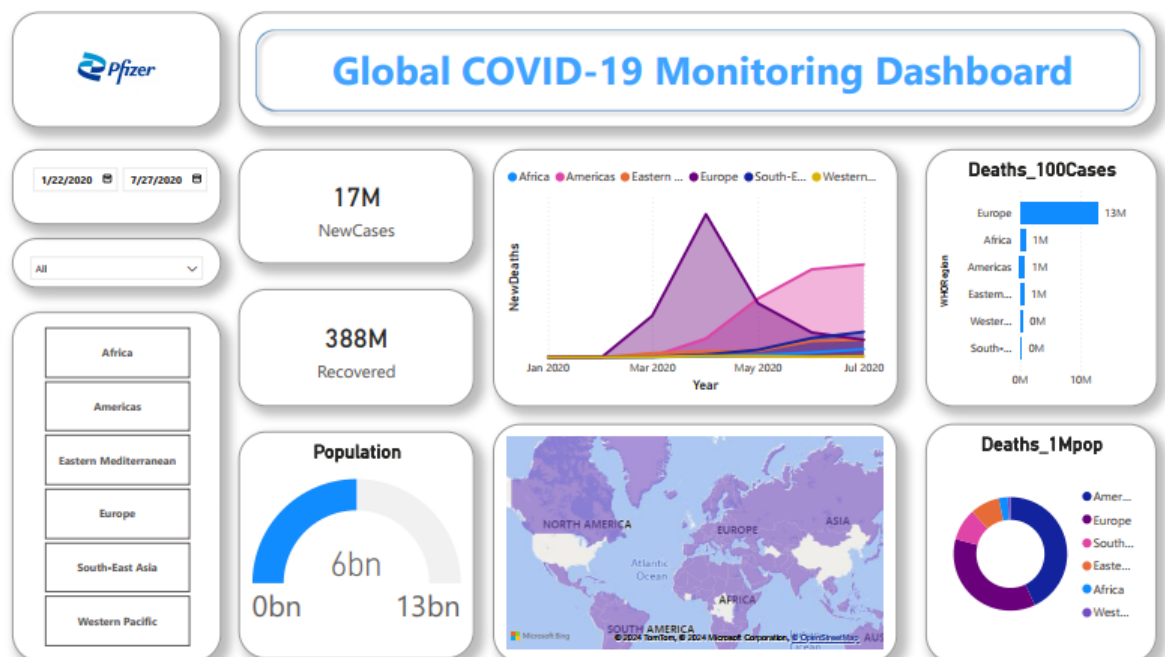 Pfizer
Global COVID-19 Monitoring Dashboard
1/22/2020 7/27/2020
All
Africa
Americas
Eastern Mediterranean
Europe
South-East Asia
Western Pacific
17M
NewCases
388M
Recovered
Population
6bn
0bn 13bn
Africa Americas Eastern ... Europe South-E... Western...
NewDeaths
Jan 2020 Mar 2020 May 2020 Jul 2020
Year
NORTH AMERICA
EUROPE
ASIA
Atlantic
Ocean
AFRICA
SOUTH AMERICA
Microsoft Bing
© 2024 TomTom, © 2024 Microsoft Corporation, © OpenStreetMap
AUS
Deaths_100Cases
WHORegion
Europe 13M
Africa 1M
Americas 1M
Eastern... 1M
Wester... 0M
South-... 0M
0M 10M
Deaths_1Mpop
Amer...
Europe
South...
Easte...
Africa
West...